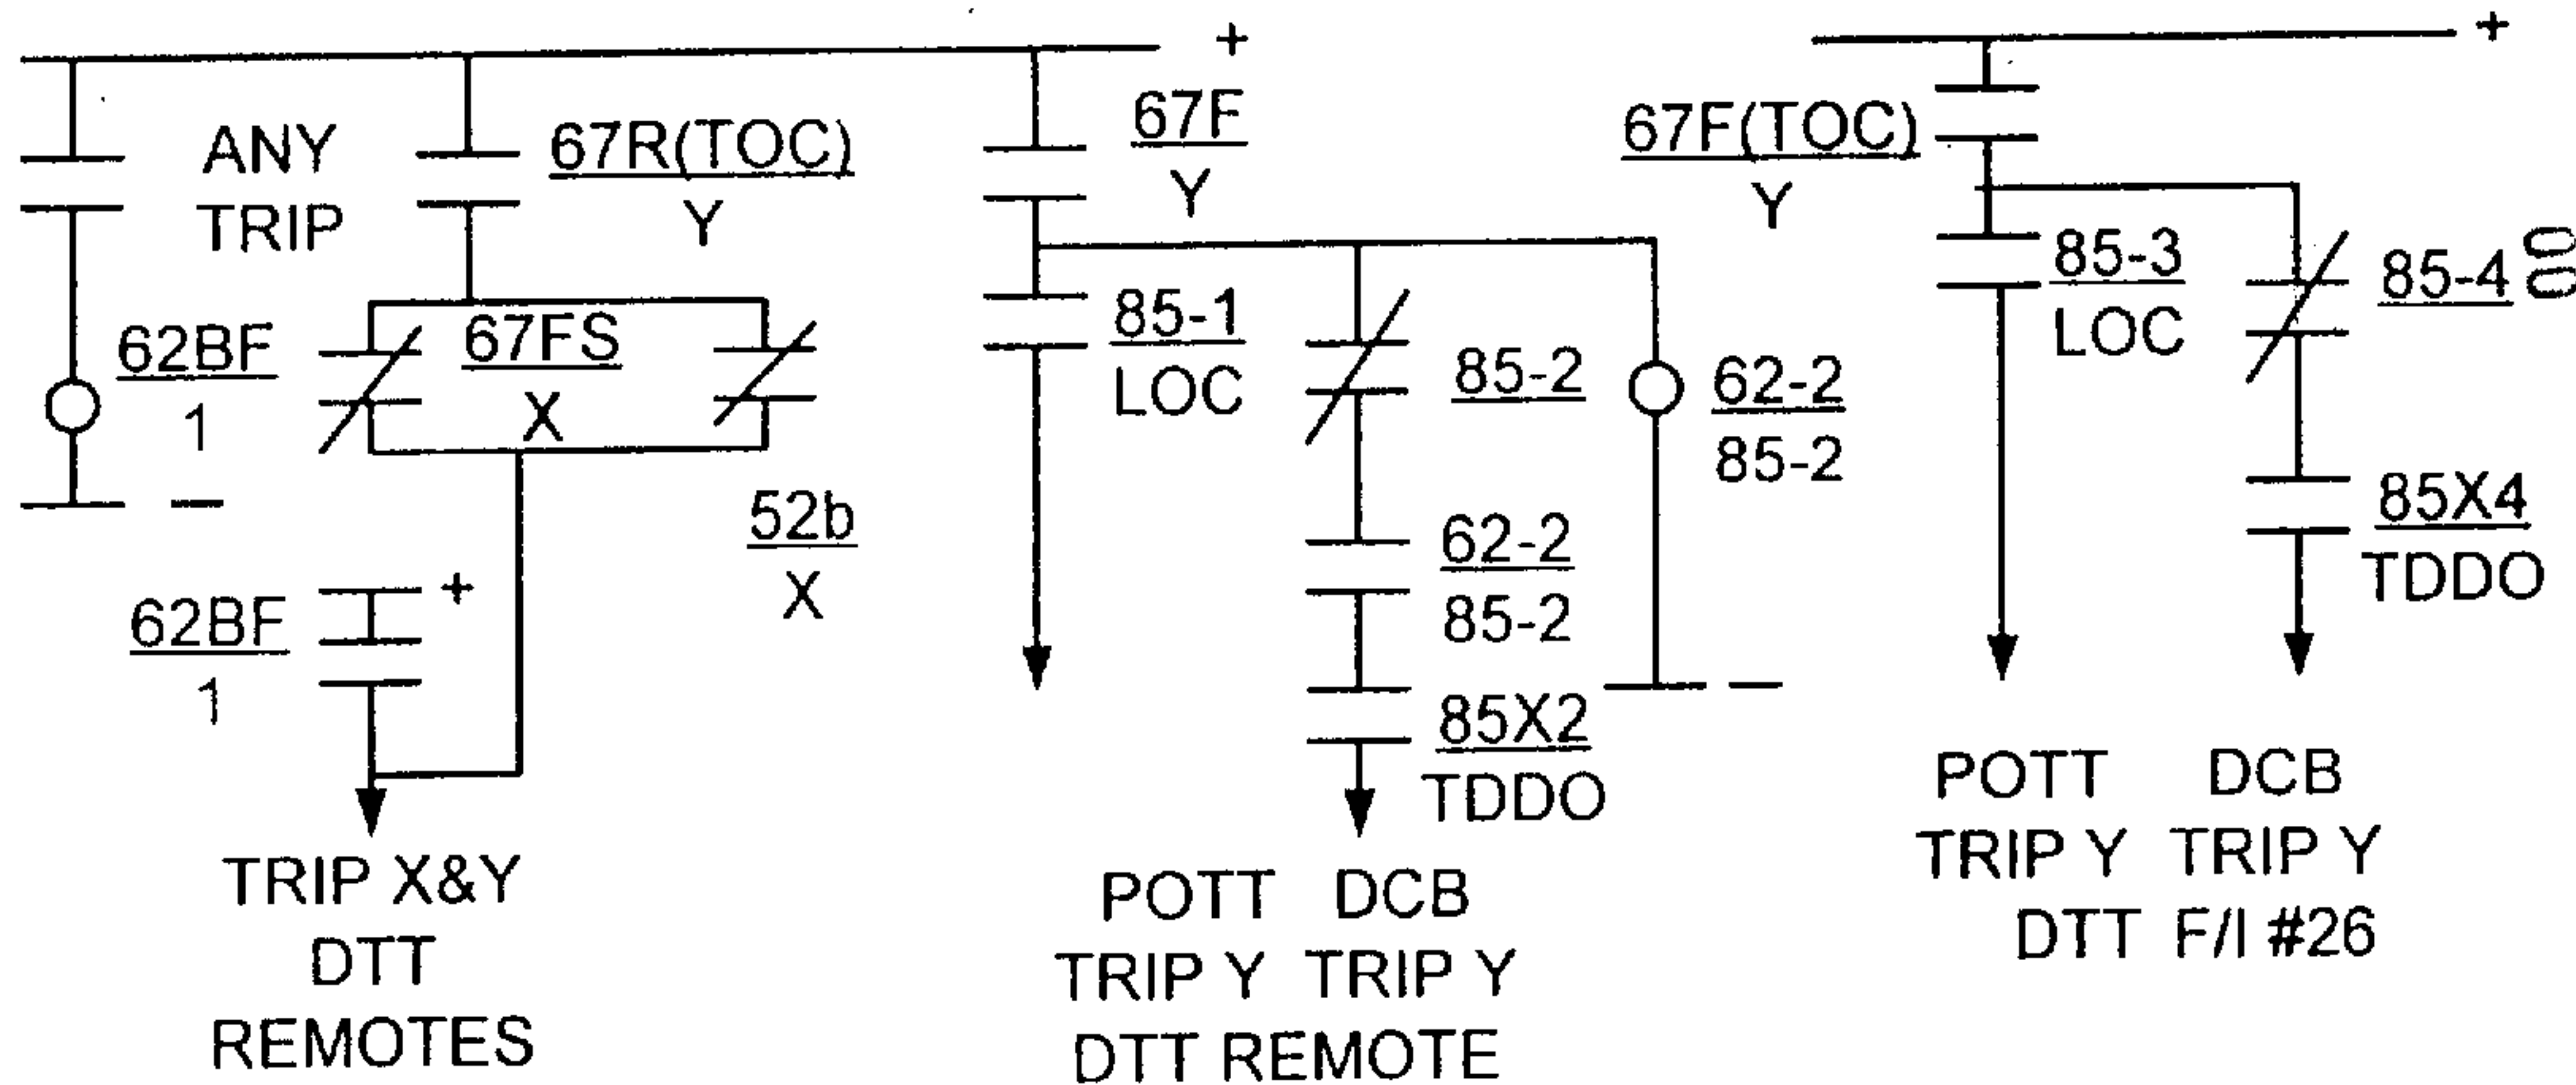 +
ANY
TRIP
67R(TOC)
Y
62BF
1
67FS
X
52b
X
—
+
62BF
1
TRIP X&Y
DTT
REMOTES
67F
Y
85-1
LOC
85-2
62-2
85-2
62-2
85-2
85X2
TDDO
—
POTT DCB
TRIP Y TRIP Y
DTT REMOTE
+
67F(TOC)
Y
85-3
LOC
85-4
00
85X4
TDDO
POTT DCB
TRIP Y TRIP Y
DTT F/I #26